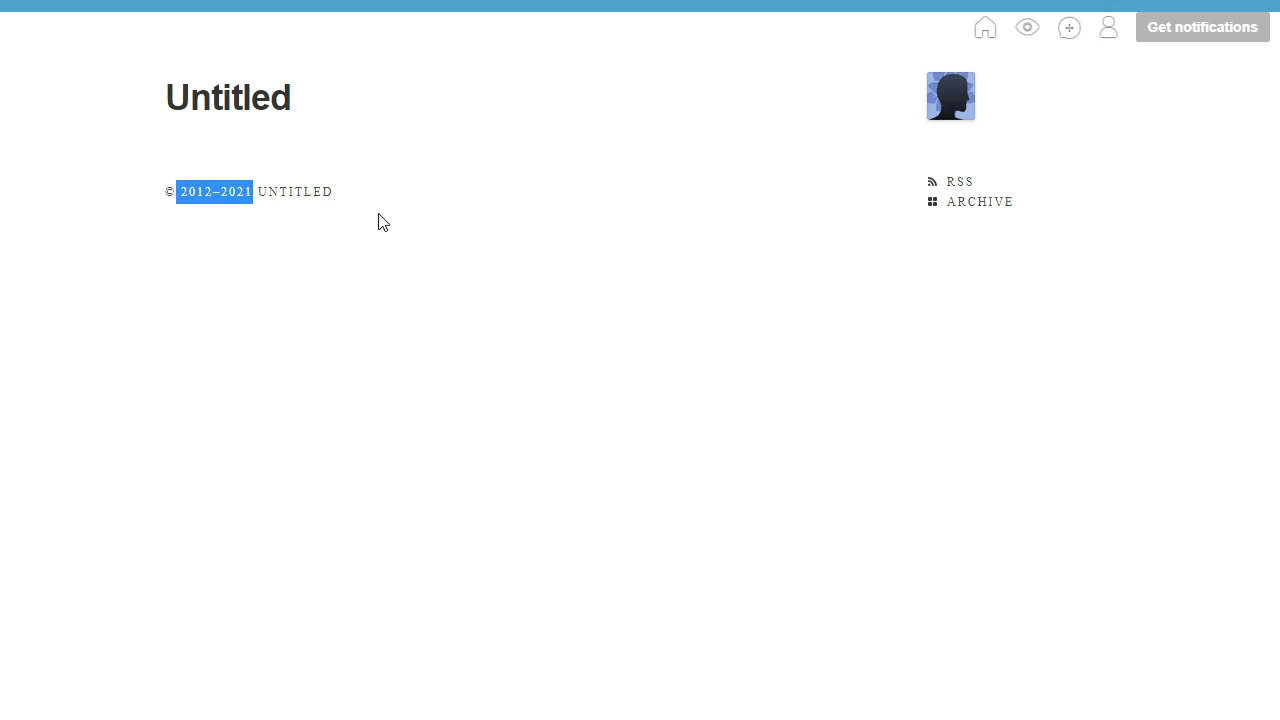 Get notifications
Untitled
© 2012–2021 UNTITLED
RSS
ARCHIVE